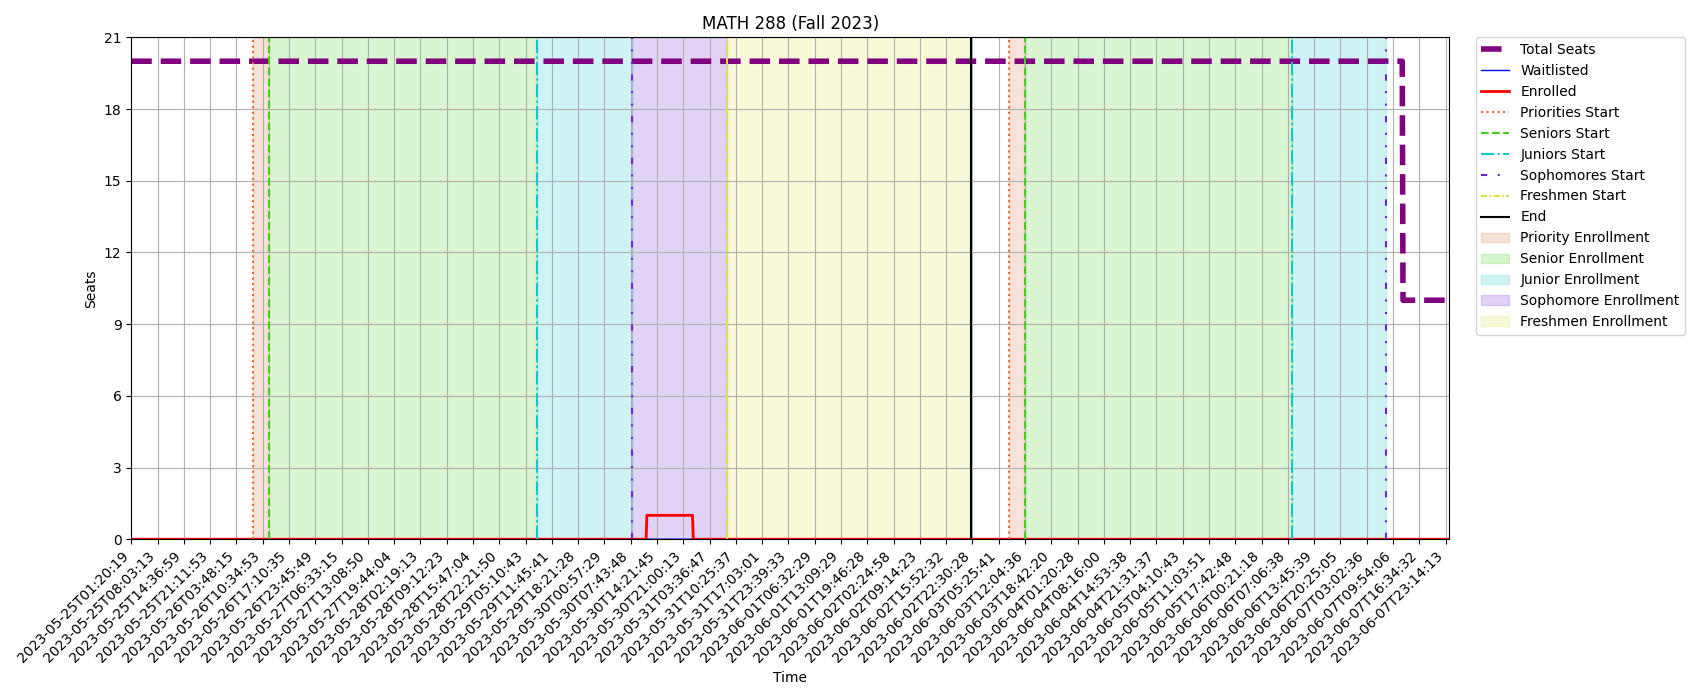 MATH 288 (Fall 2023)
21
18
15
12
9
6
3
0
Seats
2023-05-25T01:20:19
2023-05-25T08:03:13
2023-05-25T14:36:59
2023-05-25T21:11:53
2023-05-26T03:48:15
2023-05-26T10:34:53
2023-05-26T17:10:35
2023-05-26T23:45:49
2023-05-27T06:33:15
2023-05-27T13:08:50
2023-05-27T19:44:04
2023-05-28T02:19:13
2023-05-28T09:12:23
2023-05-28T15:47:04
2023-05-28T22:21:50
2023-05-29T05:10:43
2023-05-29T11:45:41
2023-05-29T18:21:28
2023-05-30T00:57:29
2023-05-30T07:43:48
2023-05-30T14:21:45
2023-05-30T21:00:13
2023-05-31T03:36:47
2023-05-31T10:25:37
2023-05-31T17:03:01
2023-05-31T23:39:33
2023-06-01T06:32:29
2023-06-01T13:09:29
2023-06-01T19:46:28
2023-06-02T02:24:58
2023-06-02T09:14:23
2023-06-02T15:52:32
2023-06-02T22:30:28
2023-06-03T05:25:41
2023-06-03T12:04:36
2023-06-03T18:42:20
2023-06-04T01:20:28
2023-06-04T08:16:00
2023-06-04T14:53:38
2023-06-04T21:31:37
2023-06-05T04:10:43
2023-06-05T11:03:51
2023-06-05T17:42:48
2023-06-06T00:21:18
2023-06-06T07:06:38
2023-06-06T13:45:39
2023-06-06T20:25:05
2023-06-07T03:02:36
2023-06-07T09:54:06
2023-06-07T16:34:32
2023-06-07T23:14:13
Time
Total Seats
Waitlisted
Enrolled
Priorities Start
Seniors Start
Juniors Start
Sophomores Start
Freshmen Start
End
Priority Enrollment
Senior Enrollment
Junior Enrollment
Sophomore Enrollment
Freshmen Enrollment